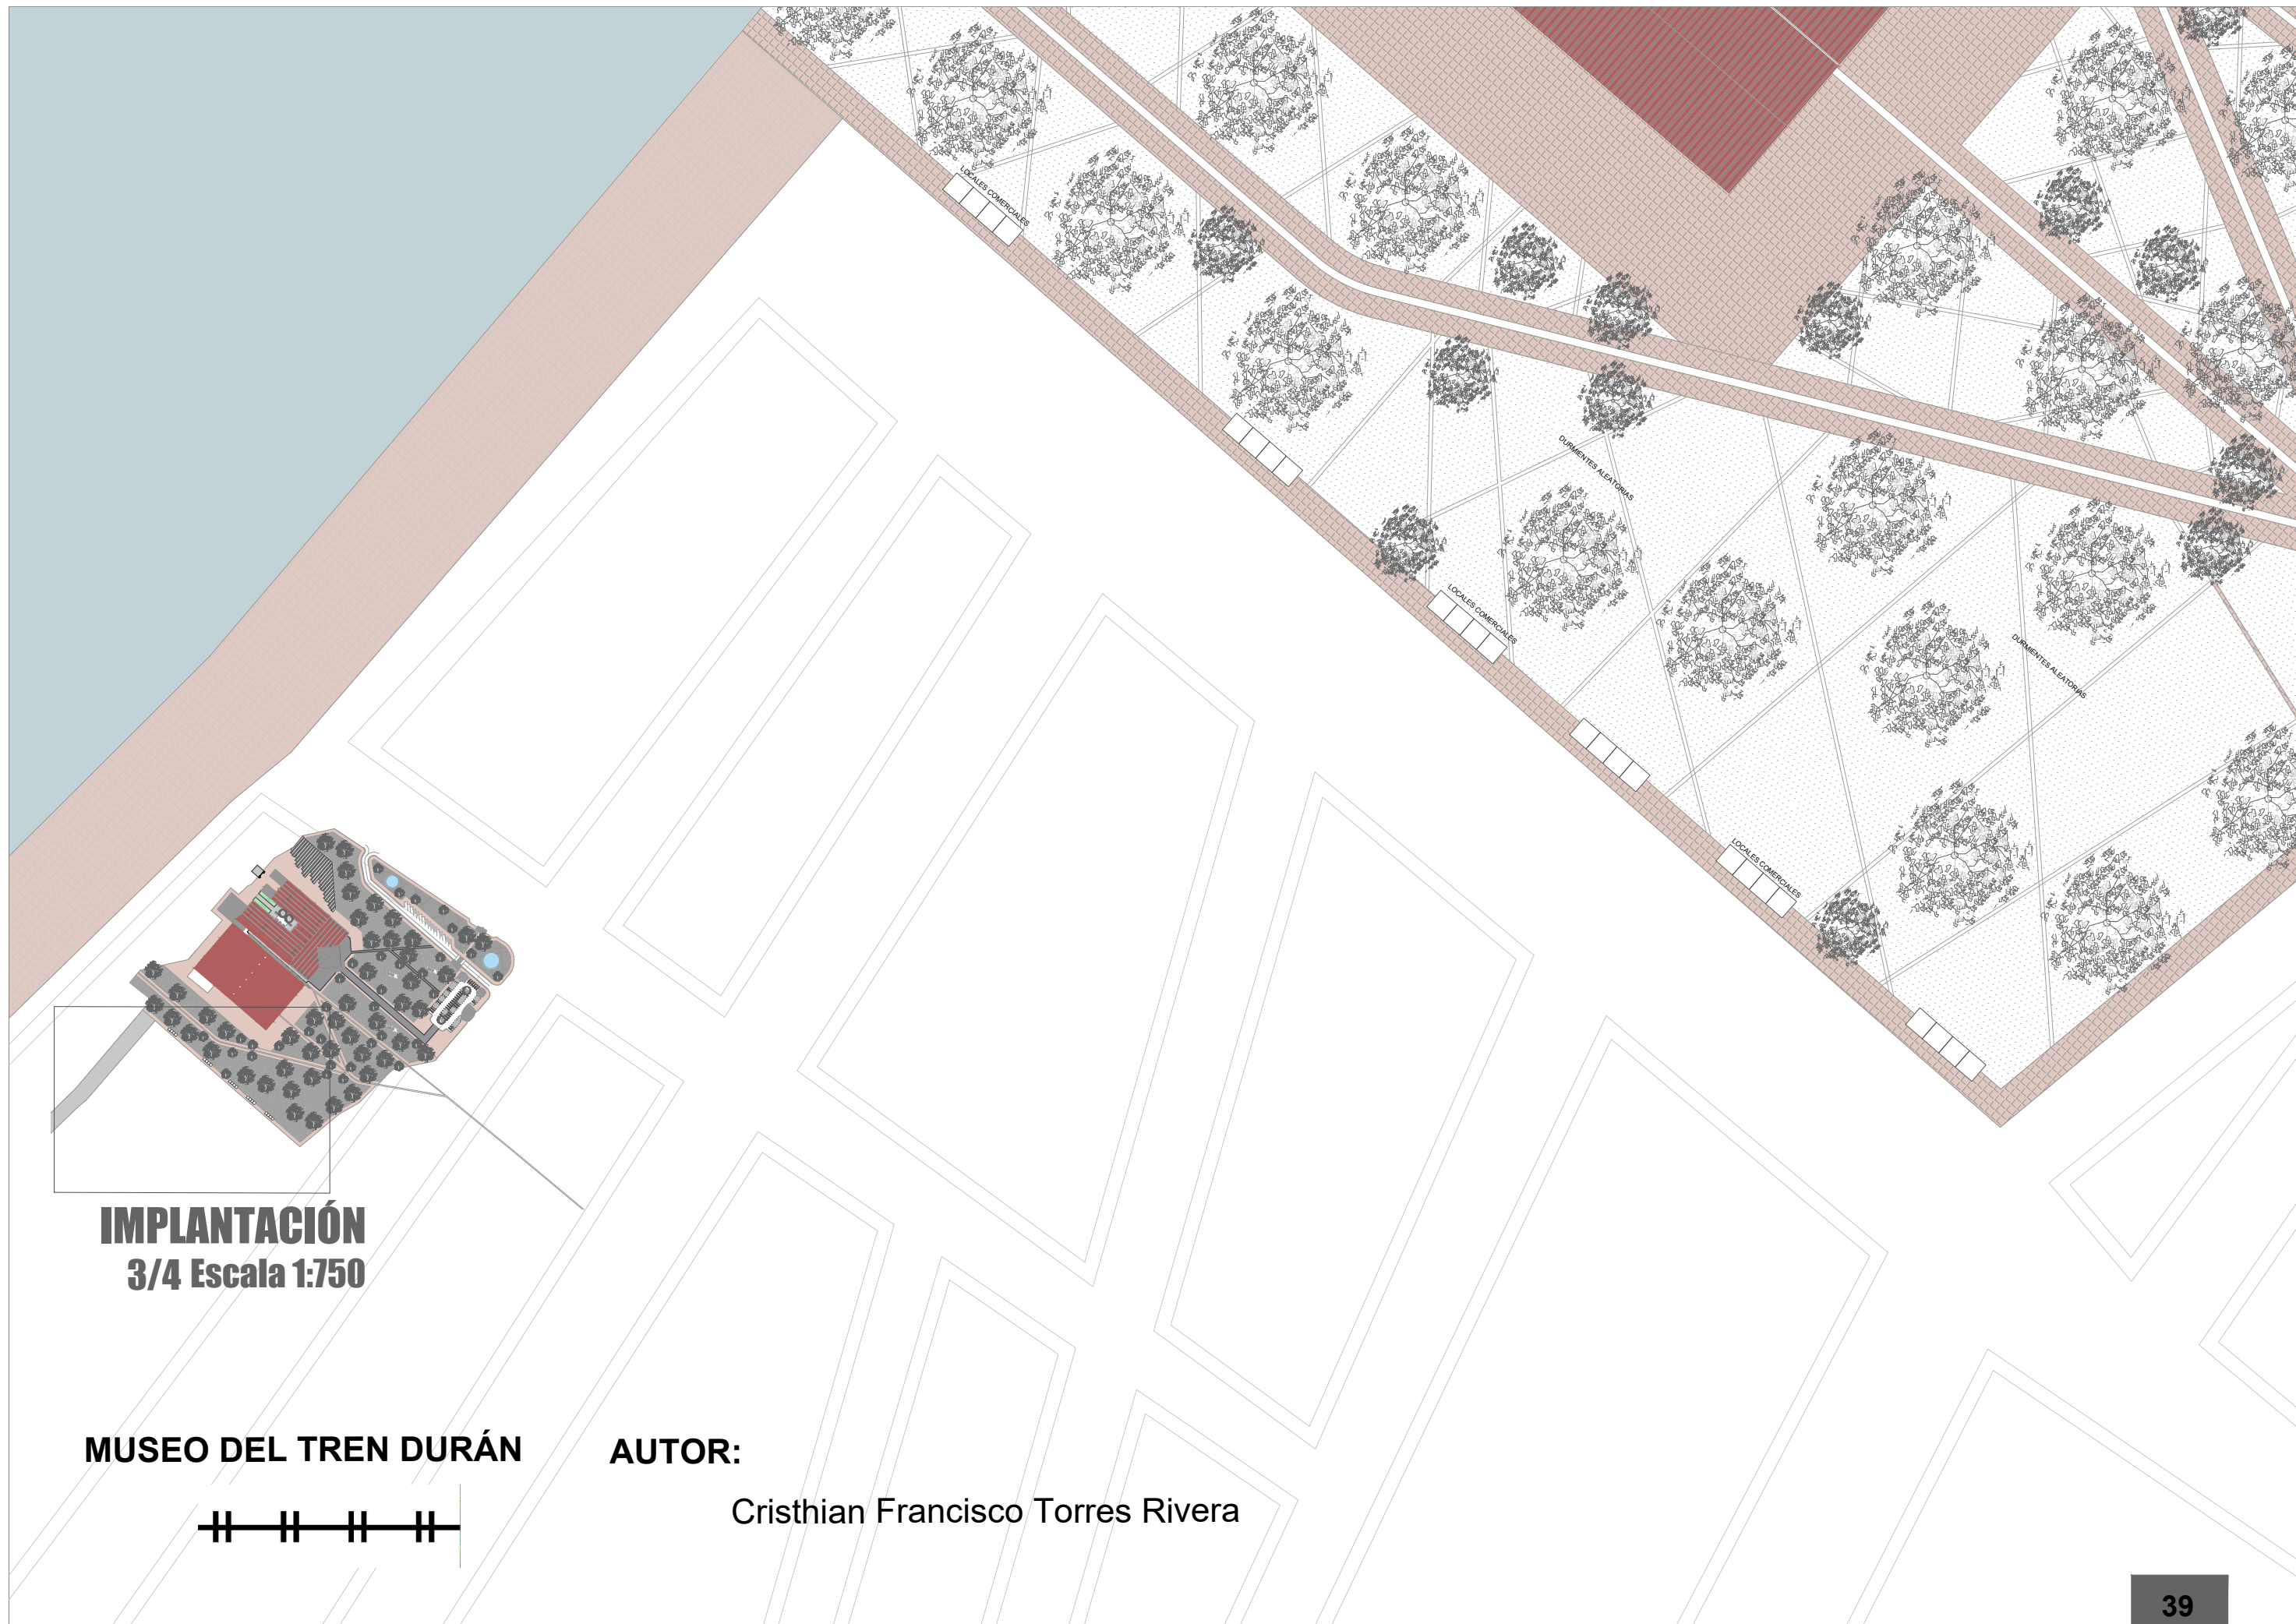 LOCALES COMERCIALES
DURMIENTES ALEATORIAS
LOCALES COMERCIALES
DURMIENTES ALEATORIAS
LOCALES COMERCIALES
IMPLANTACIÓN
3/4 Escala 1:750
MUSEO DEL TREN DURÁN
AUTOR:
Cristhian Francisco Torres Rivera
39